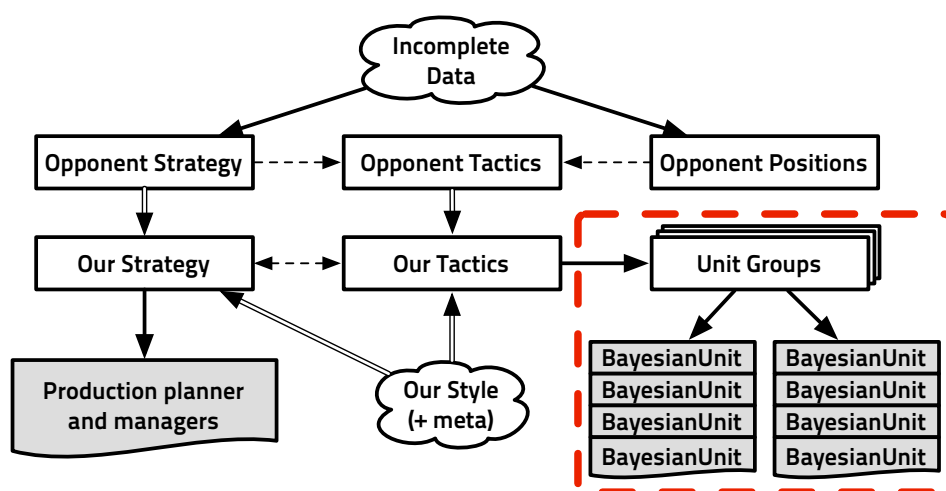 Incomplete
Data
Opponent Strategy
Opponent Tactics
Opponent Positions
Our Strategy
Our Tactics
Unit Groups
Production planner
and managers
Our Style
(+ meta)
BayesianUnit
BayesianUnit
BayesianUnit
BayesianUnit
BayesianUnit
BayesianUnit
BayesianUnit
BayesianUnit